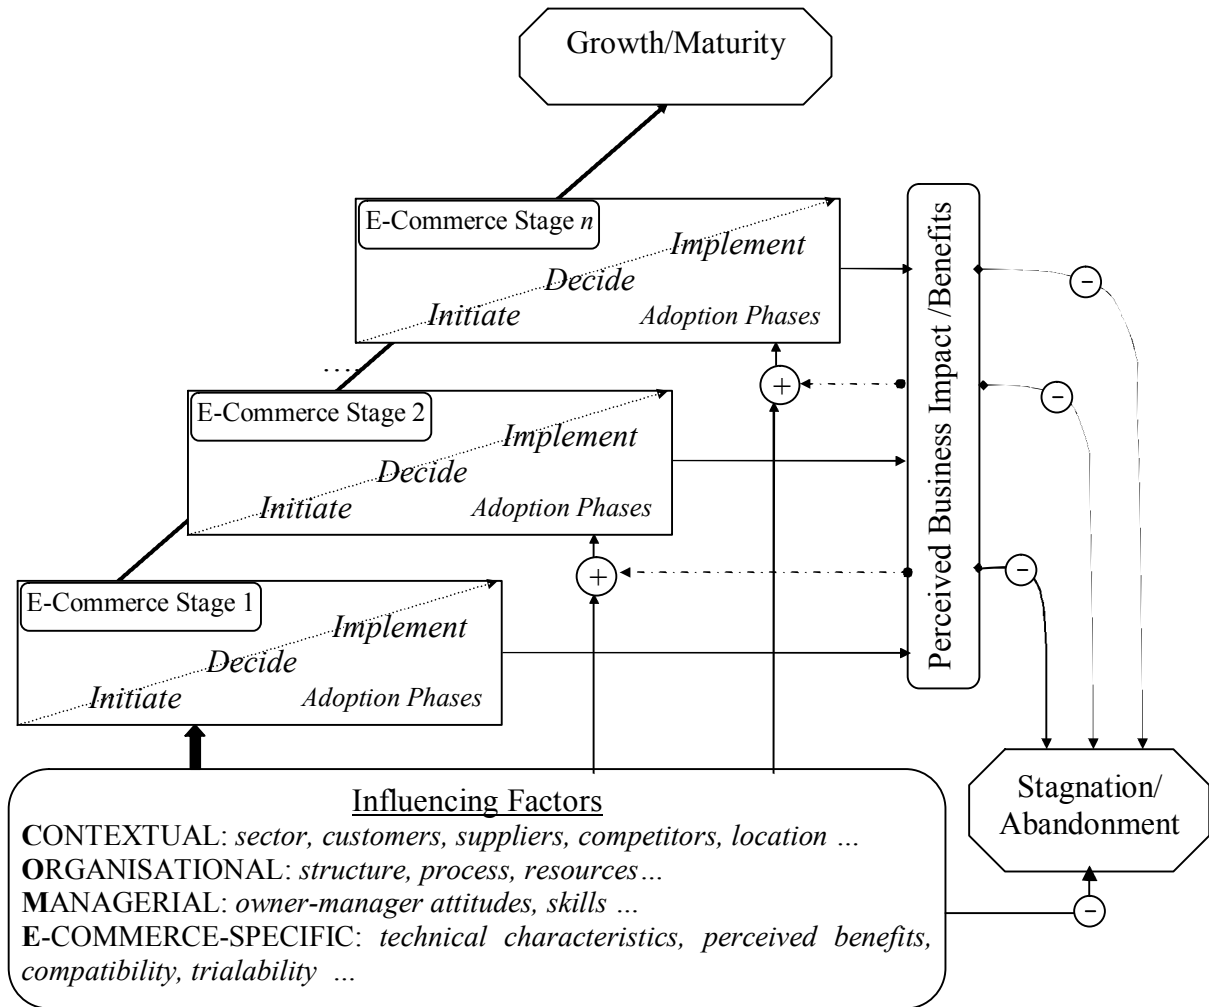 Growth/Maturity
E-Commerce Stage n
Implement
Decide
Initiate
Adoption Phases
.....
E-Commerce Stage 2
Implement
Decide
Initiate
Adoption Phases
E-Commerce Stage 1
Implement
Decide
Initiate
Adoption Phases
+
+
Perceived Business Impact /Benefits
−
−
−
Stagnation/
Abandonment
−
Influencing Factors
CONTEXTUAL: sector, customers, suppliers, competitors, location ...
ORGANISATIONAL: structure, process, resources...
MANAGERIAL: owner-manager attitudes, skills ...
E-COMMERCE-SPECIFIC: technical characteristics, perceived benefits,
compatibility, trialability ...